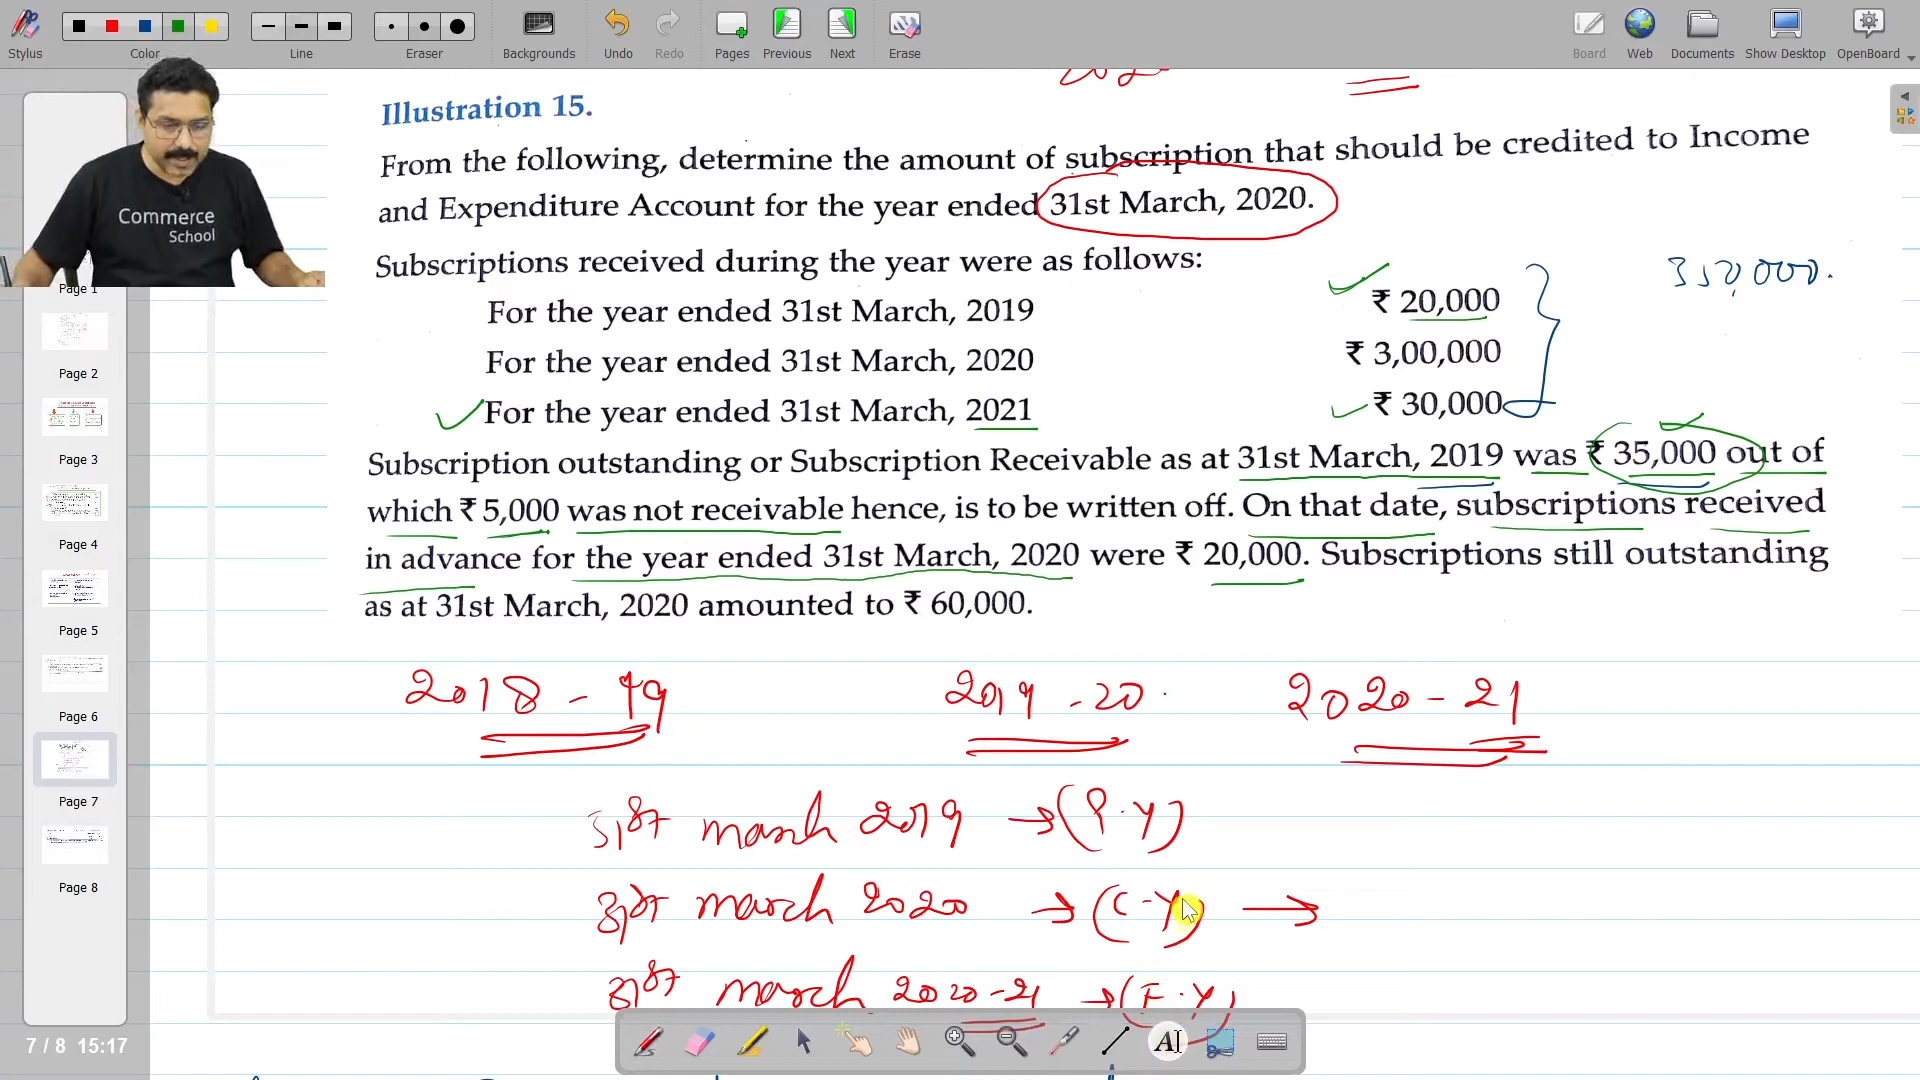 Stylus
Color
Line
Eraser
Backgrounds
Undo
Redo
Pages
Previous
Next
Erase
Board
Web
Documents
Show Desktop
OpenBoard
Commerce
School
Page 1
Page 2
Page 3
Page 4
Page 5
Page 6
Page 7
Page 8
7 / 8 15:17
Illustration 15.
From the following, determine the amount of subscription that should be credited to Income
and Expenditure Account for the year ended 31st March, 2020.
Subscriptions received during the year were as follows:
For the year ended 31st March, 2019 ₹ 20,000
For the year ended 31st March, 2020 ₹ 3,00,000
For the year ended 31st March, 2021 ₹ 30,000
350,000.
Subscription outstanding or Subscription Receivable as at 31st March, 2019 was ₹ 35,000 out of
which ₹ 5,000 was not receivable hence, is to be written off. On that date, subscriptions received
in advance for the year ended 31st March, 2020 were ₹ 20,000. Subscriptions still outstanding
as at 31st March, 2020 amounted to ₹ 60,000.
2018 - 19 2019 - 20 2020 - 21
31st march 2019 → (P.Y)
31st march 2020 → (C-Y) →
31st march 2020-21 → (F.Y)